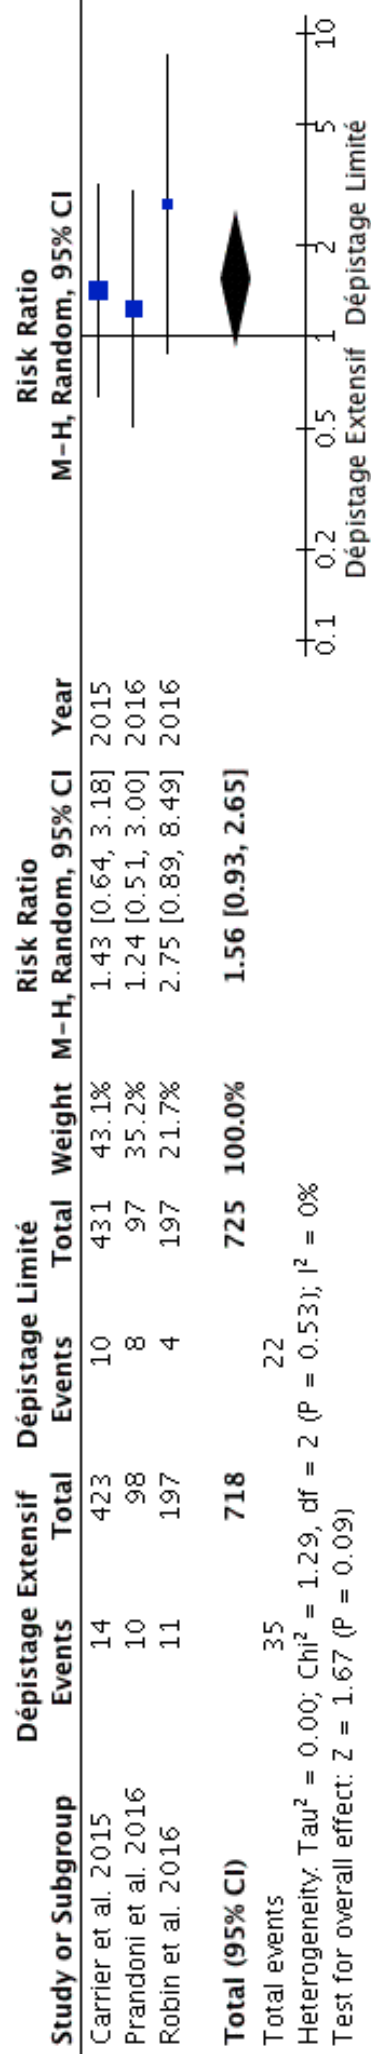 Dépistage Extensif Dépistage Limité Risk Ratio Risk Ratio
Study or Subgroup Events Total Events Total Weight M-H, Random, 95% CI Year M-H, Random, 95% CI
Carrier et al. 2015 14 423 10 431 43.1% 1.43 [0.64, 3.18] 2015
Prandoni et al. 2016 10 98 8 97 35.2% 1.24 [0.51, 3.00] 2016
Robin et al. 2016 11 197 4 197 21.7% 2.75 [0.89, 8.49] 2016
Total (95% CI) 718 725 100.0% 1.56 [0.93, 2.65]
Total events 35 22
Heterogeneity: Tau² = 0.00; Chi² = 1.29, df = 2 (P = 0.53); I² = 0%
Test for overall effect: Z = 1.67 (P = 0.09)
0.1 0.2 0.5 1 2 5 10
Dépistage Extensif Dépistage Limité